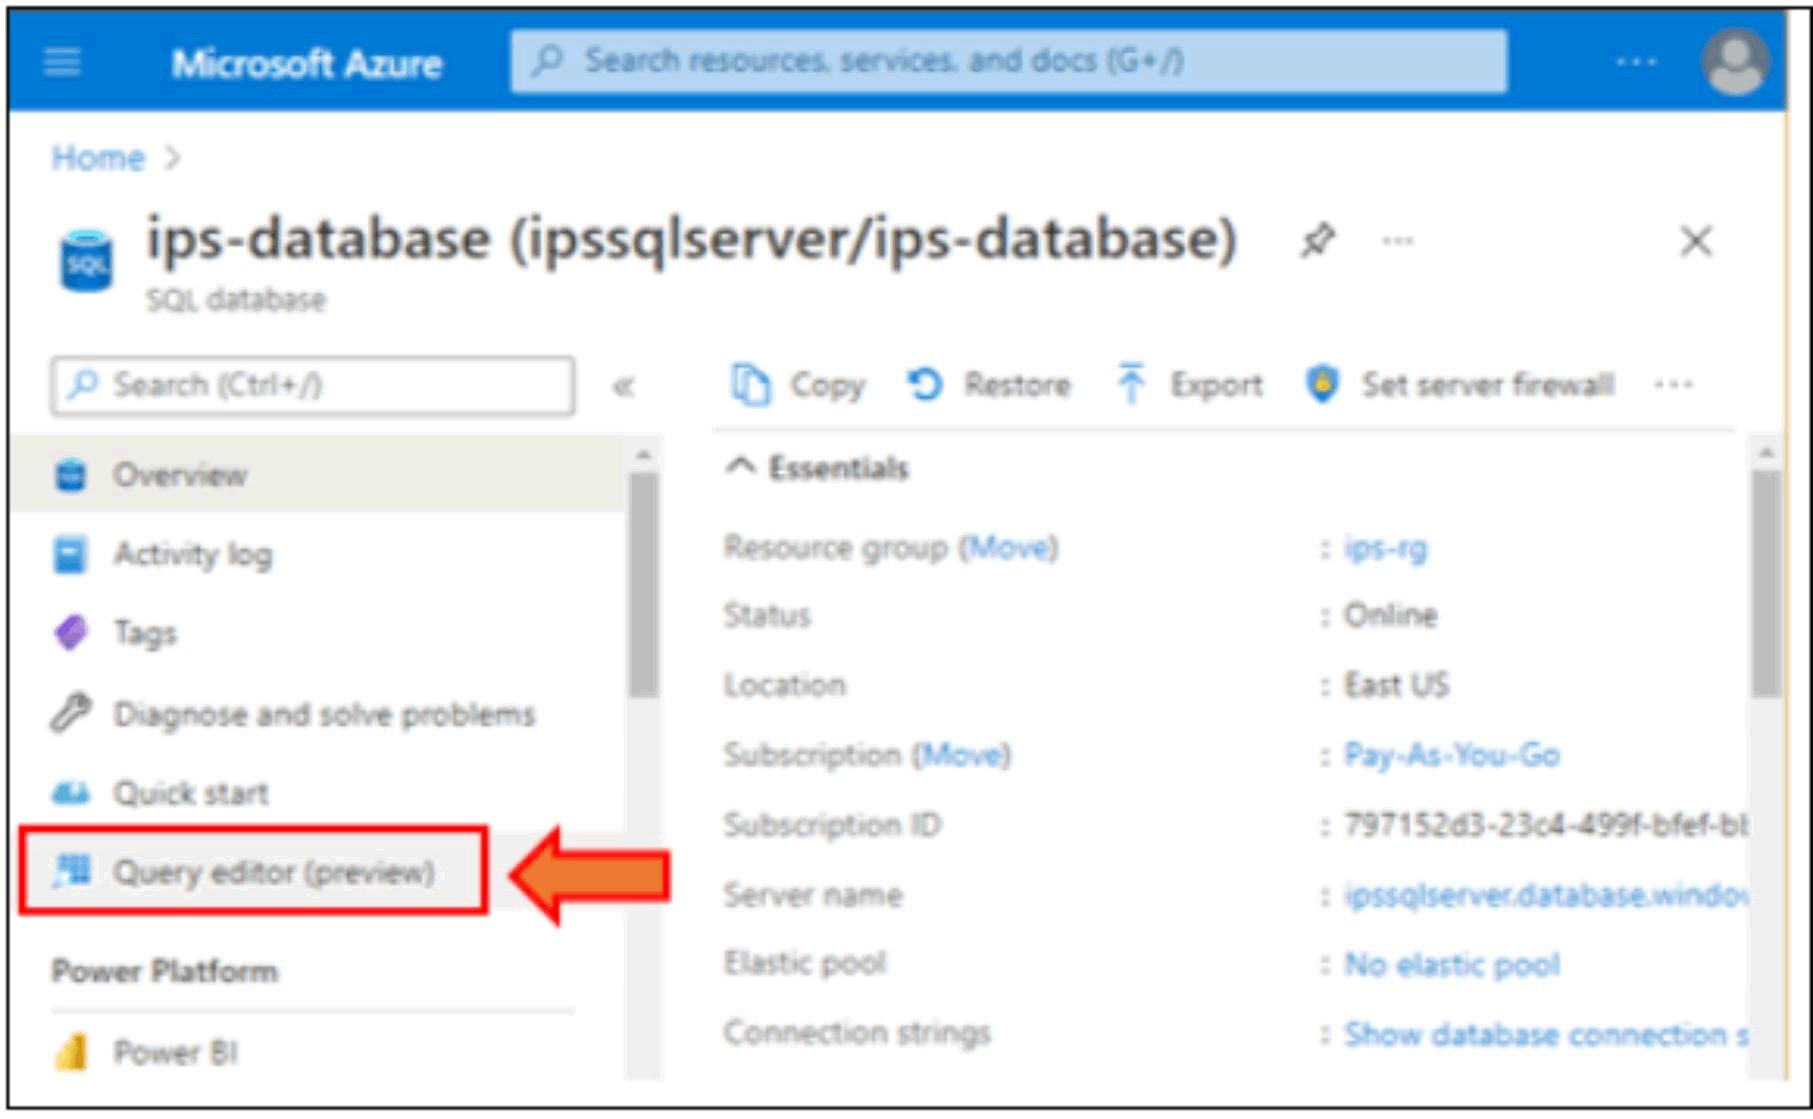 Microsoft Azure
Search resources, services, and docs (G+/)
Home
ips-database (ipssqlserver/ips-database)
SQL
SQL database
Search (Ctrl+/)
Copy
Restore
Export
Set server firewall
Overview
Activity log
Tags
Diagnose and solve problems
Quick start
Query editor (preview)
Power Platform
Power BI
Essentials
Resource group (Move) : ips-rg
Status : Online
Location : East US
Subscription (Move) : Pay-As-You-Go
Subscription ID : 797152d3-23c4-499f-bfef-bb
Server name : ipssqlserver.database.window
Elastic pool : No elastic pool
Connection strings : Show database connection s